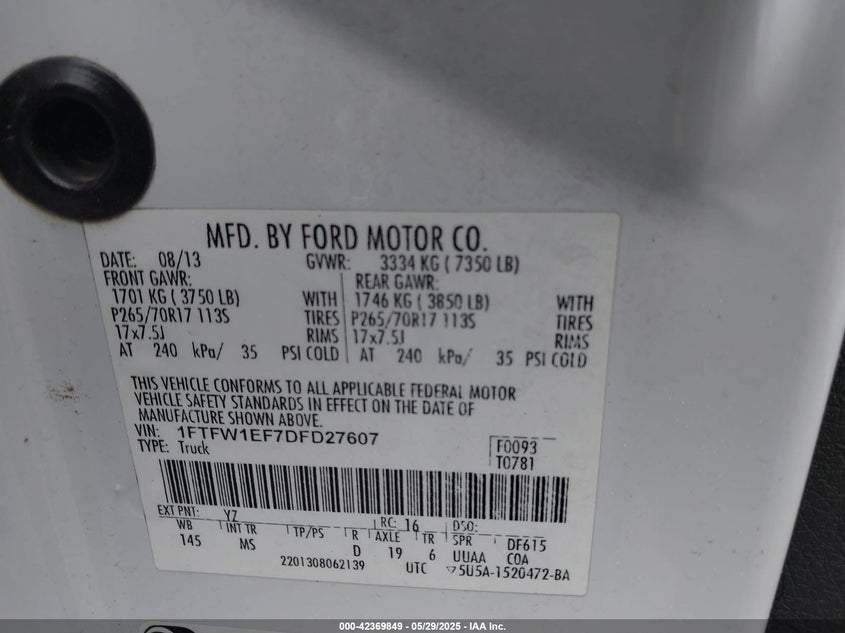 MFD. BY FORD MOTOR CO.
DATE: 08/13 GVWR: 3334 KG ( 7350 LB)
FRONT GAWR: REAR GAWR:
1701 KG ( 3750 LB) WITH 1746 KG ( 3850 LB) WITH
P265/70R17 113S TIRES P265/70R17 113S TIRES
17x7.5J RIMS 17x7.5J RIMS
AT 240 kPa/ 35 PSI COLD AT 240 kPa/ 35 PSI COLD
THIS VEHICLE CONFORMS TO ALL APPLICABLE FEDERAL MOTOR
VEHICLE SAFETY STANDARDS IN EFFECT ON THE DATE OF
MANUFACTURE SHOWN ABOVE.
VIN: 1FTFW1EF7DFD27607 F0093
TYPE: Truck T0781
EXT PNT: YZ RC: 16 DSO:
WB INT TR TP/PS R AXLE TR SPR DF615
145 MS D 19 6 UUAA COA
2201308062139 UTC 5U5A-1520472-BA
000-42369849 - 05/29/2025 - IAA Inc.